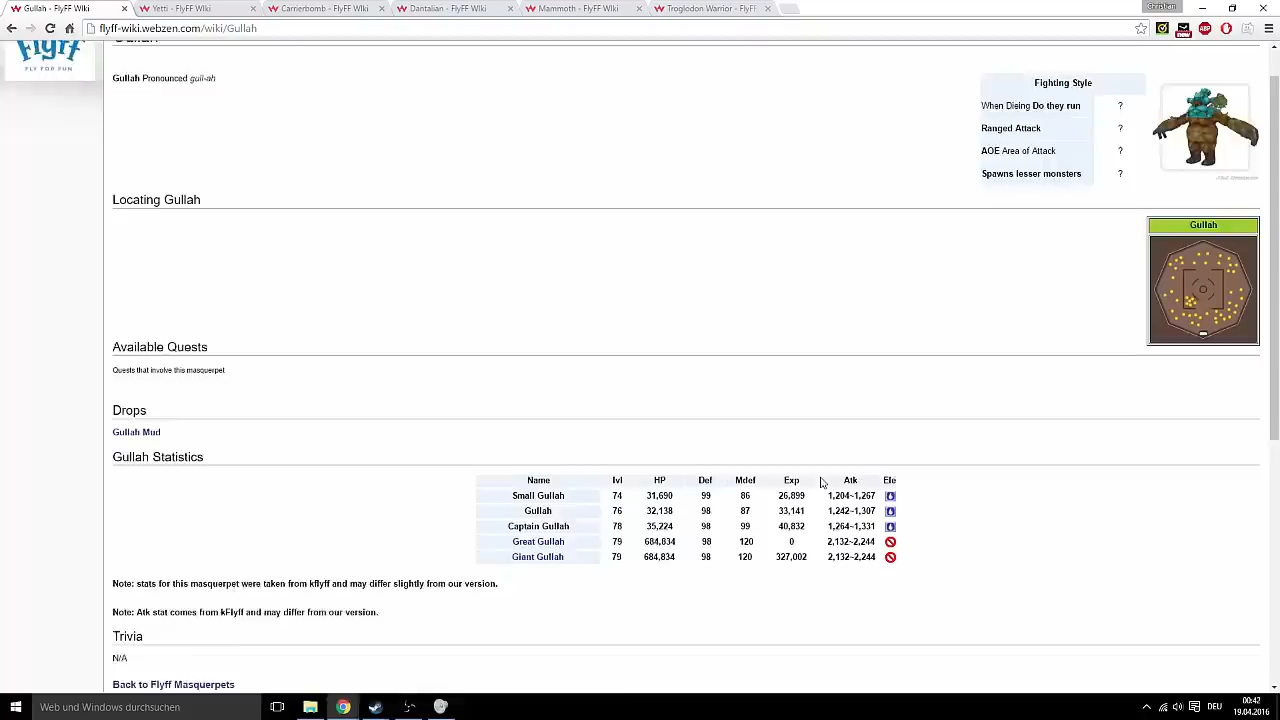 Gullah - FlyFF Wiki
Yetti - FlyFF Wiki
Carrierbomb - FlyFF Wiki
Dantalian - FlyFF Wiki
Mammoth - FlyFF Wiki
Troglodon Warrior - FlyFF
Christian
flyff-wiki.webzen.com/wiki/Gullah
Flyff
FLY FOR FUN
Gullah Pronounced gull-ah
Fighting Style
When Dieing Do they run ?
Ranged Attack ?
AOE Area of Attack ?
Spawns lesser monsters ?
Locating Gullah
Gullah
Available Quests
Quests that involve this masquerpet
Drops
Gullah Mud
Gullah Statistics
Name lvl HP Def Mdef Exp Atk Ele
Small Gullah 74 31,690 99 86 26,899 1,204~1,267
Gullah 76 32,138 98 87 33,141 1,242~1,307
Captain Gullah 78 35,224 98 99 40,832 1,264~1,331
Great Gullah 79 684,834 98 120 0 2,132~2,244
Giant Gullah 79 684,834 98 120 327,002 2,132~2,244
Note: stats for this masquerpet were taken from kflyff and may differ slightly from our version.
Note: Atk stat comes from kFlyff and may differ from our version.
Trivia
N/A
Back to Flyff Masquerpets
Web und Windows durchsuchen
DEU
00:42
19.04.2016